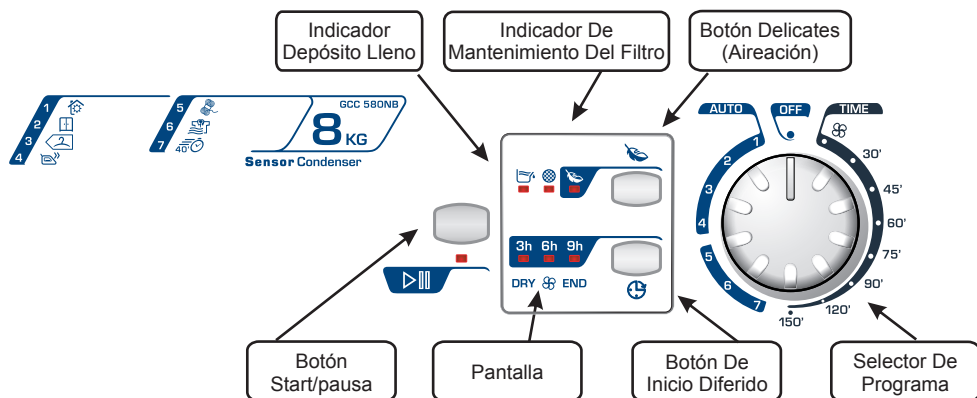 Indicador
Depósito Lleno
Indicador De
Mantenimiento Del Filtro
Botón Delicates
(Aireación)
1
2
3
4
5
6
7
40'
GCC 580NB
8 KG
Sensor Condenser
AUTO
OFF
TIME
1
2
3
4
5
6
7
30'
45'
60'
75'
90'
120'
150'
3h 6h 9h
DRY END
Botón
Start/pausa
Pantalla
Botón De
Inicio Diferido
Selector De
Programa